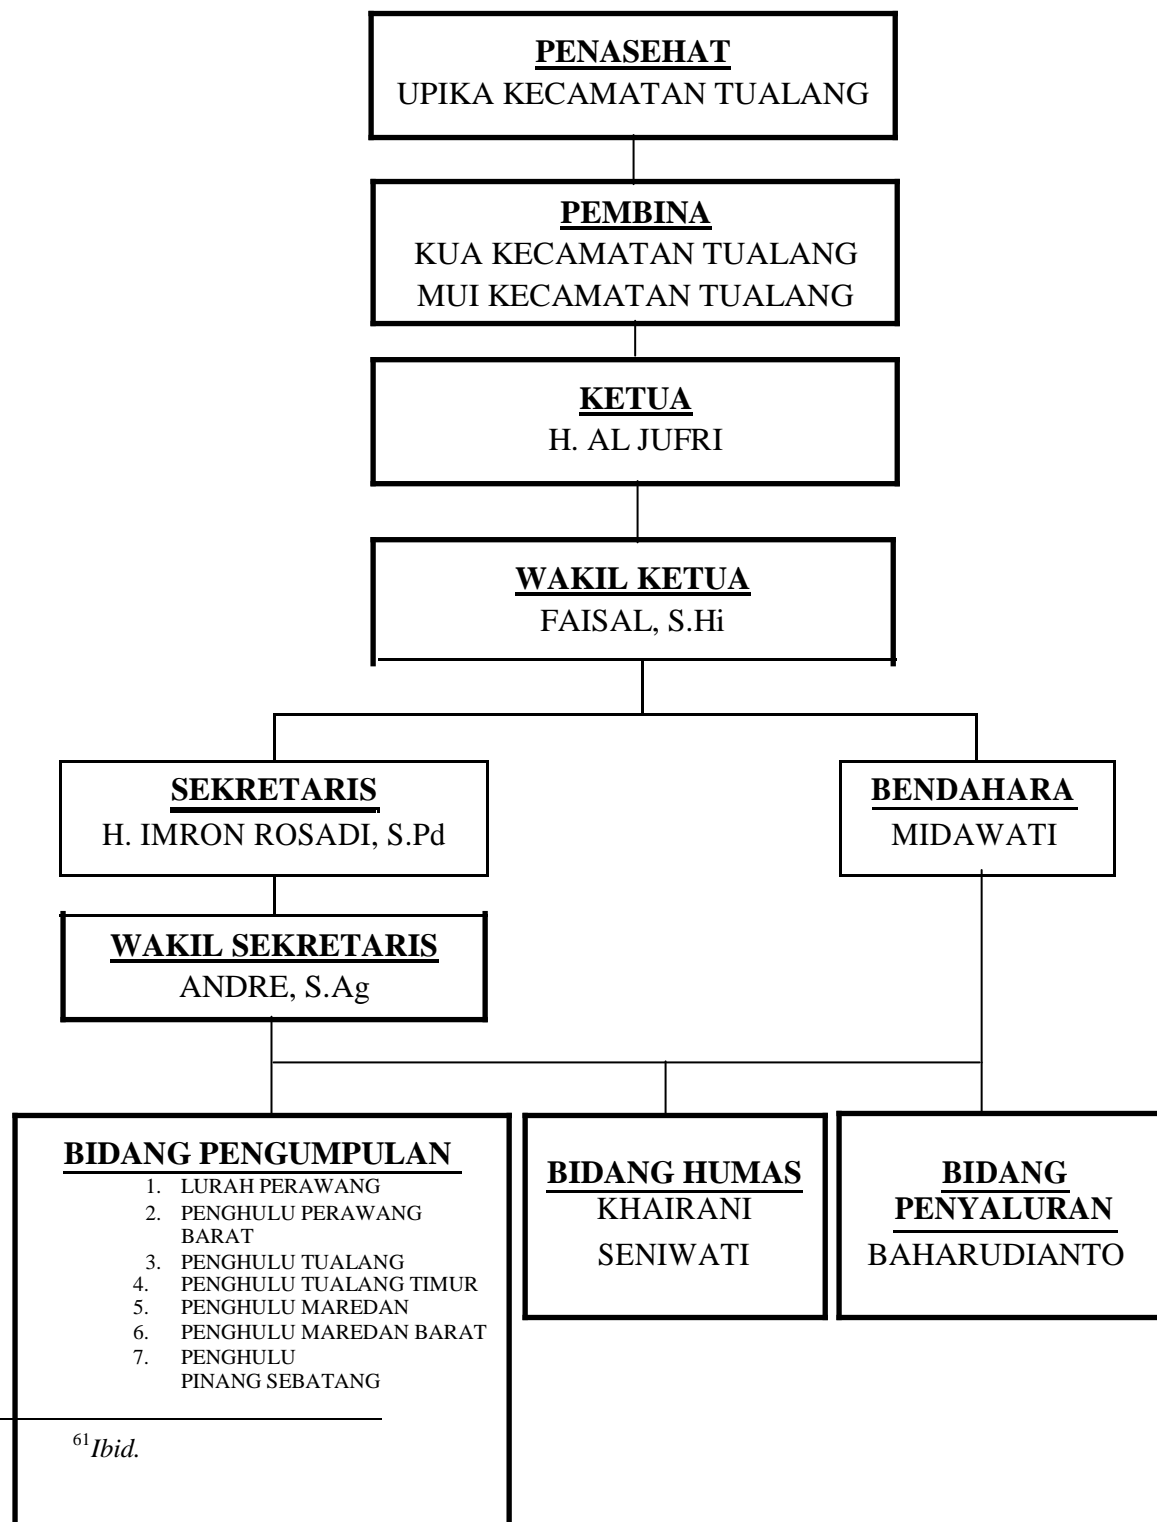 PENASEHAT
UPIKA KECAMATAN TUALANG
PEMBINA
KUA KECAMATAN TUALANG
MUI KECAMATAN TUALANG
KETUA
H. AL JUFRI
WAKIL KETUA
FAISAL, S.Hi
SEKRETARIS
H. IMRON ROSADI, S.Pd
BENDAHARA
MIDAWATI
WAKIL SEKRETARIS
ANDRE, S.Ag
BIDANG PENGUMPULAN
1. LURAH PERAWANG
2. PENGHULU PERAWANG
BARAT
3. PENGHULU TUALANG
4. PENGHULU TUALANG TIMUR
5. PENGHULU MAREDAN
6. PENGHULU MAREDAN BARAT
7. PENGHULU
PINANG SEBATANG
BIDANG HUMAS
KHAIRANI
SENIWATI
BIDANG
PENYALURAN
BAHARUDIANTO
61 Ibid.